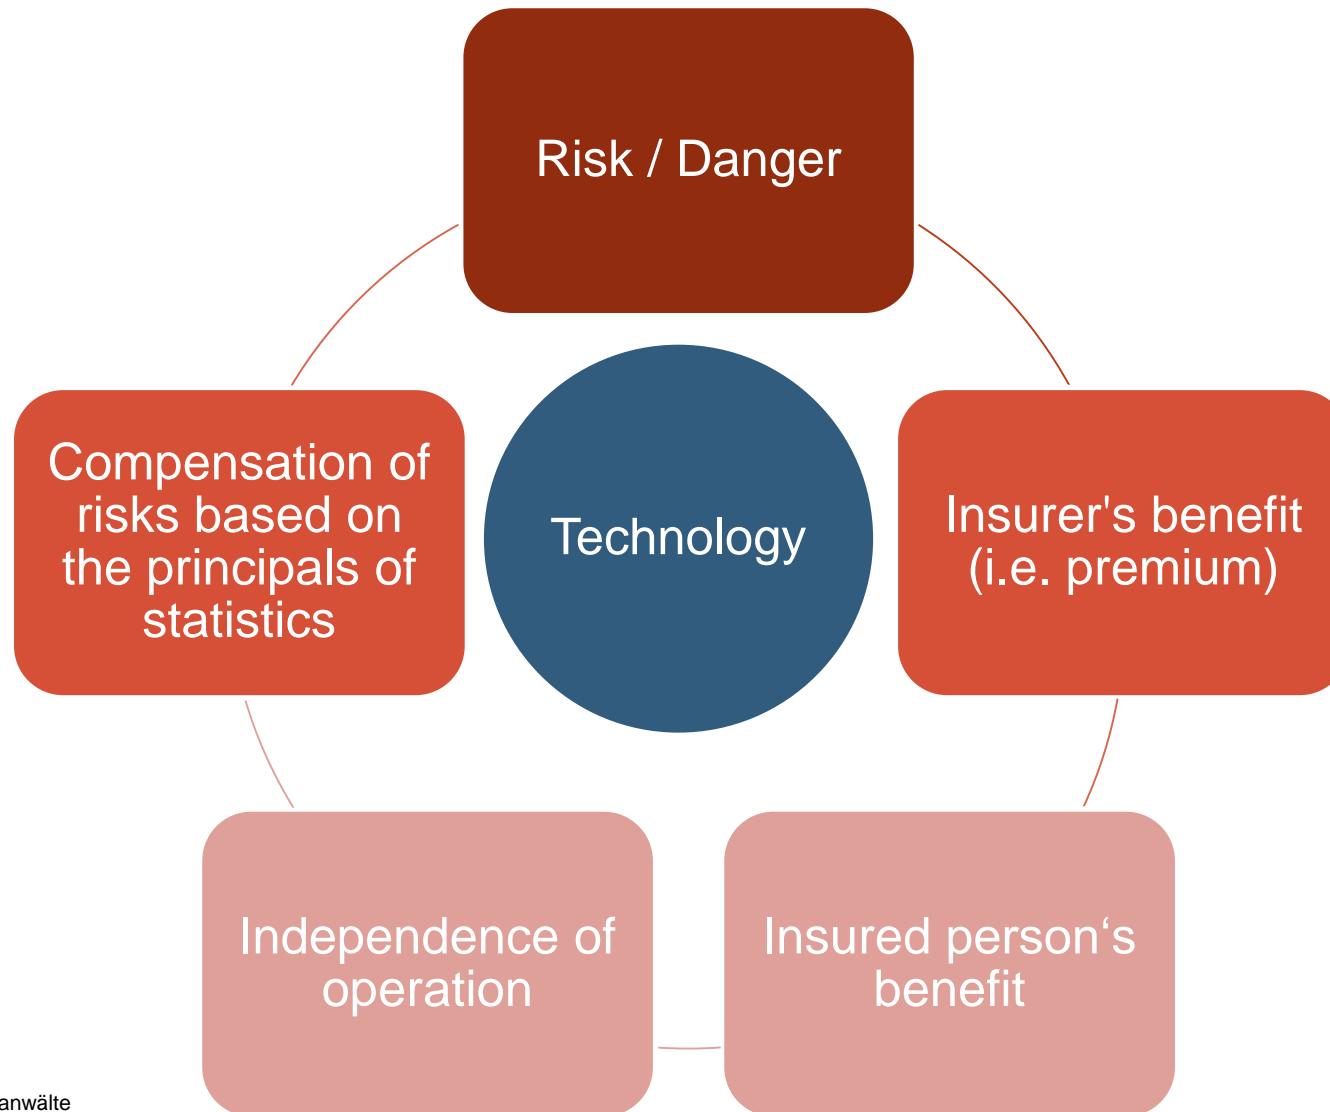 Risk / Danger
Compensation of
risks based on
the principals of
statistics
Technology
Insurer's benefit
(i.e. premium)
Independence of
operation
Insured person‘s
benefit
anwälte